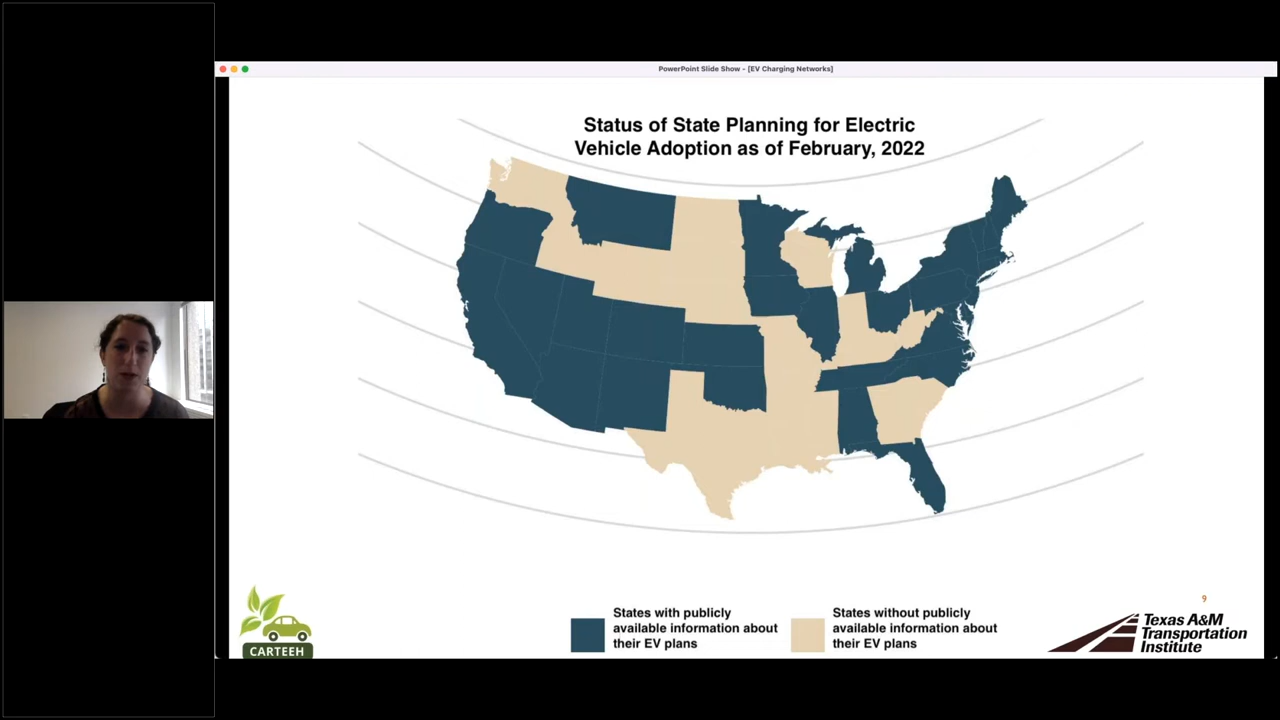 PowerPoint Slide Show - [EV Charging Networks]
Status of State Planning for Electric
Vehicle Adoption as of February, 2022
9
States with publicly
available information about
their EV plans
States without publicly
available information about
their EV plans
CARTEEH
Texas A&M
Transportation
Institute